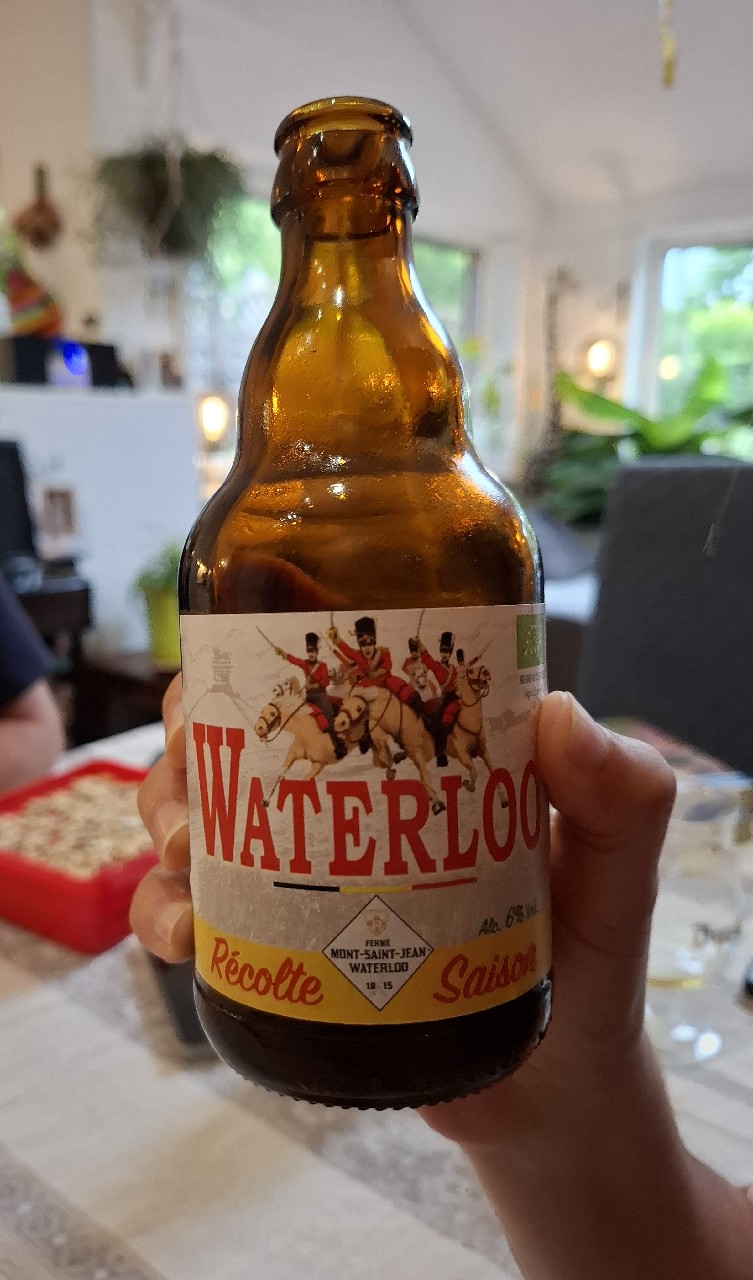 WATERLOO
Alc. 6% Vol.
FERME
MONT-SAINT-JEAN
WATERLOO
18 15
Récolte Saison